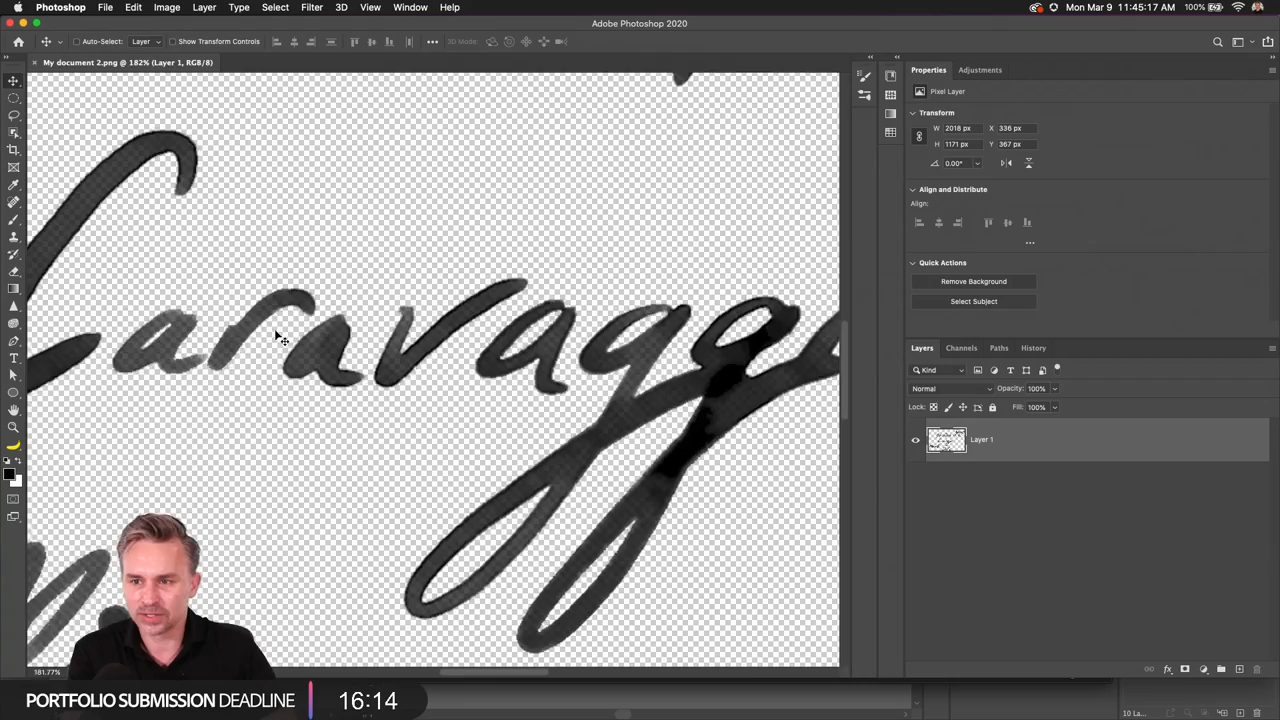 Photoshop File Edit Image Layer Type Select Filter 3D View Window Help 100% Mon Mar 9 11:45:17 AM
Adobe Photoshop 2020
Auto-Select: Layer Show Transform Controls 3D Mode:
My document 2.png @ 182% (Layer 1, RGB/8)
Properties Adjustments
Pixel Layer
Transform
W 2018 px X 336 px
H 1171 px Y 367 px
0.00°
Align and Distribute
Align:
Quick Actions
Remove Background
Select Subject
Layers Channels Paths History
Kind
Normal Opacity: 100%
Lock: Fill: 100%
Layer 1
Caravagg
181.77%
PORTFOLIO SUBMISSION DEADLINE 16:14
10 La...